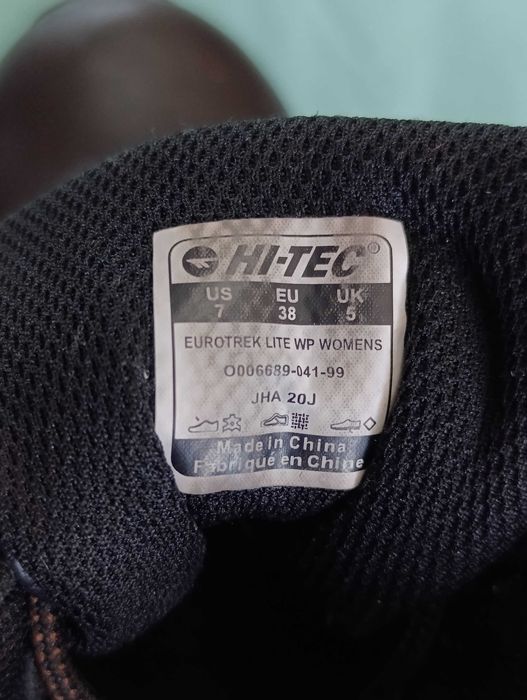 HI-TEC®
US EU UK
7 38 5
EUROTREK LITE WP WOMENS
O006689-041-99
JHA 20J
Made in China
Fabriqué en Chine